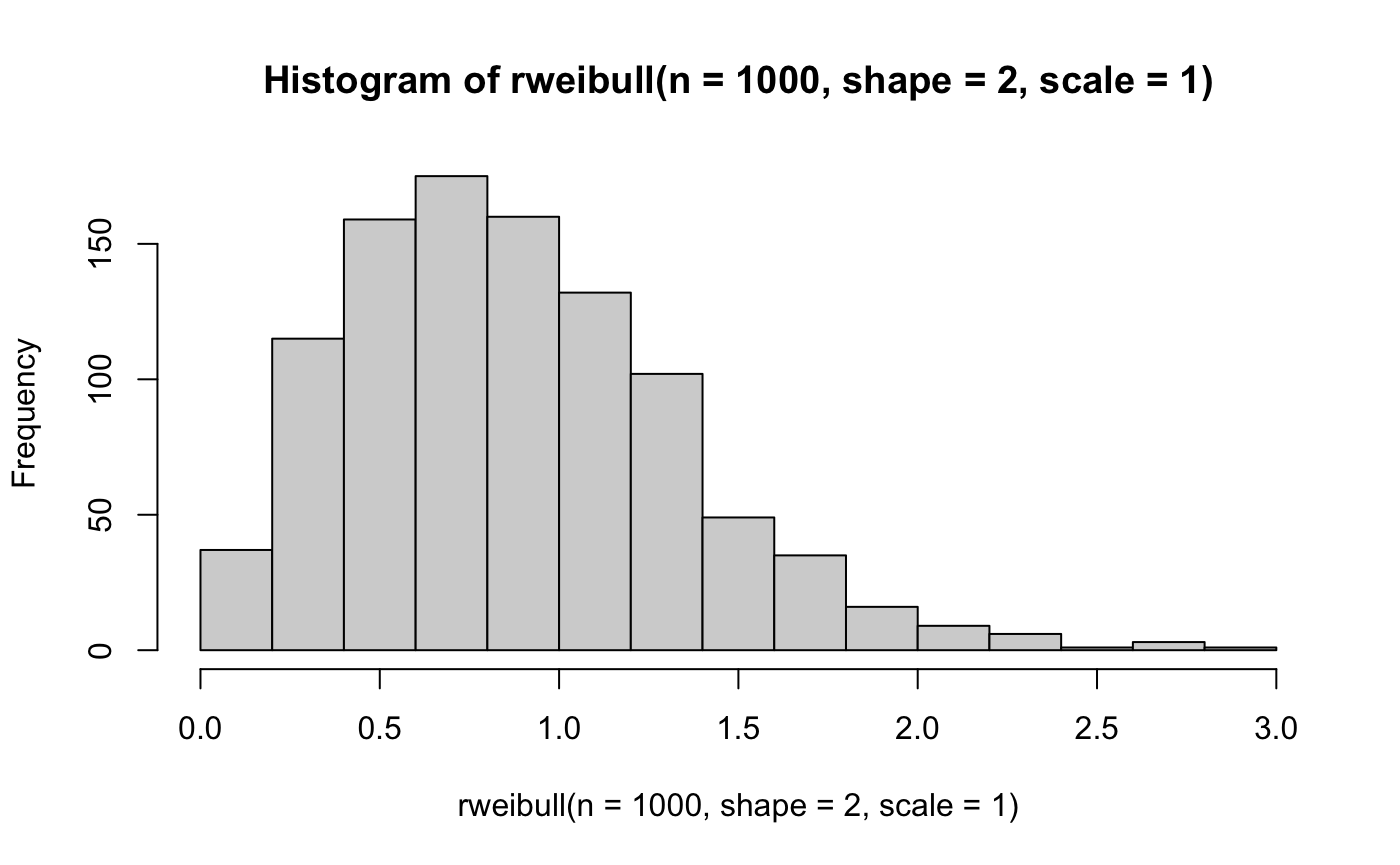 Histogram of rweibull(n = 1000, shape = 2, scale = 1)
Frequency
150
100
50
0
0.0 0.5 1.0 1.5 2.0 2.5 3.0
rweibull(n = 1000, shape = 2, scale = 1)